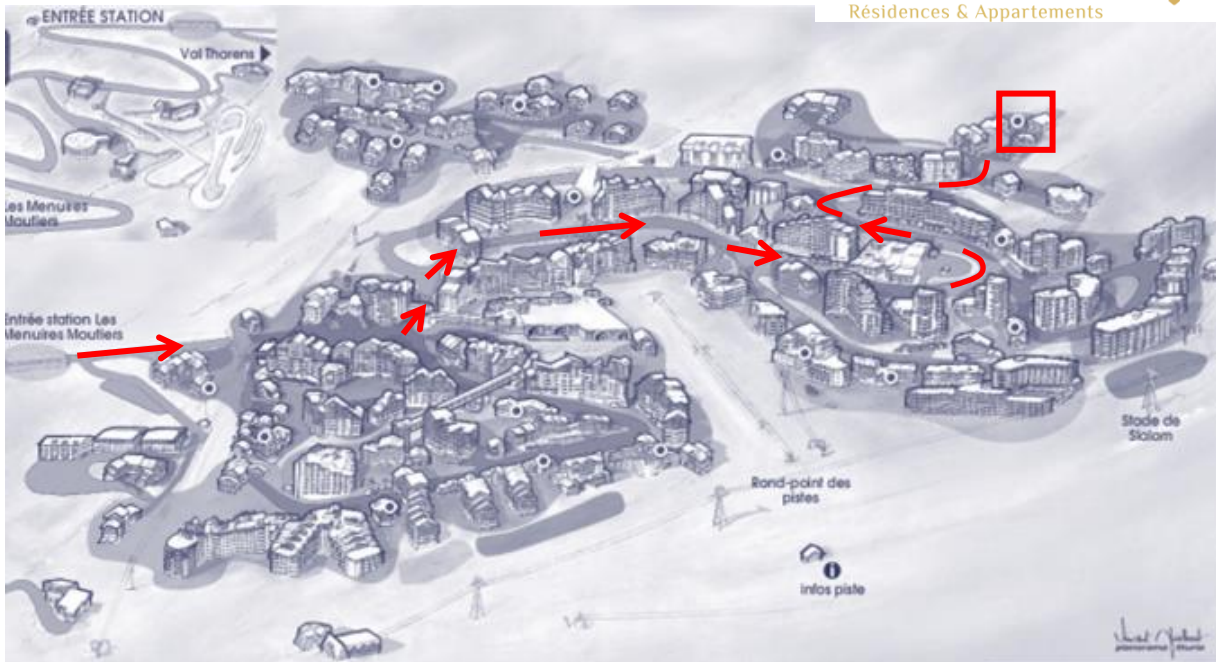 Résidences & Appartements
ENTRÉE STATION
Val Thorens
Les Menuires
Moutiers
Entrée station Les
Menuires Moutiers
Stade de
Slalom
Rond-point des
pistes
infos piste